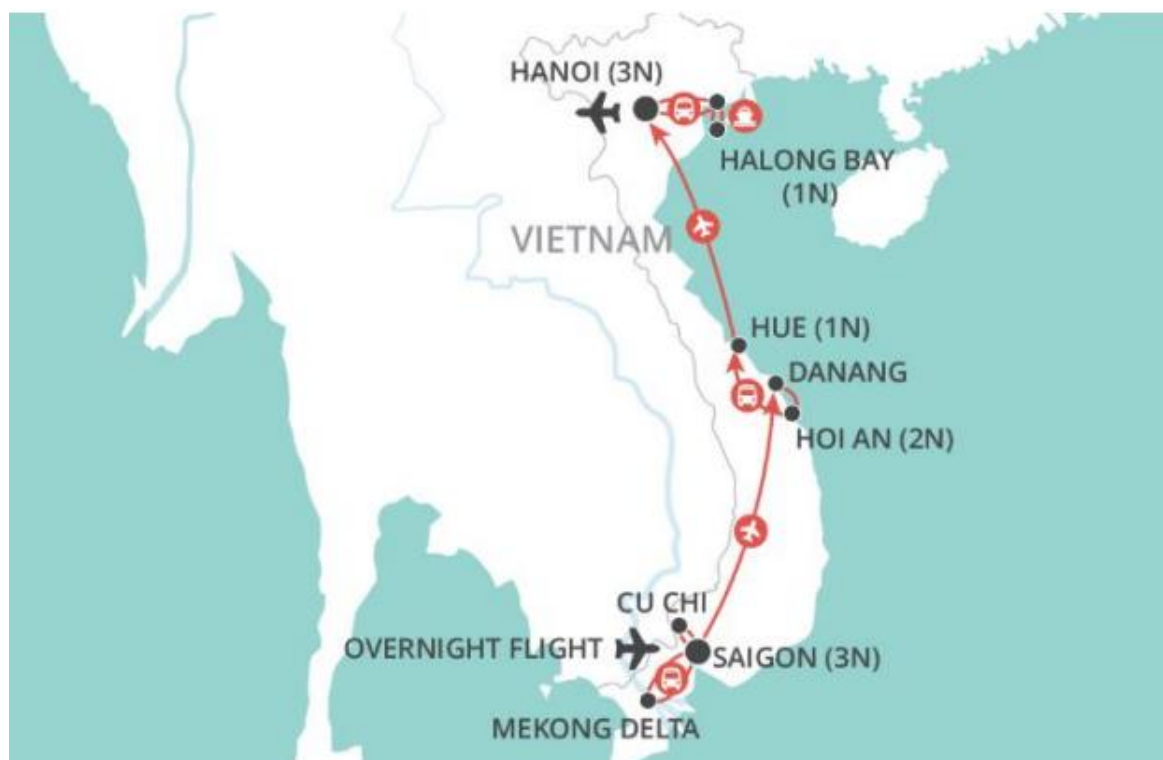 HANOI (3N)
HALONG BAY
(1N)
VIETNAM
HUE (1N)
DANANG
HOI AN (2N)
CU CHI
OVERNIGHT FLIGHT
SAIGON (3N)
MEKONG DELTA